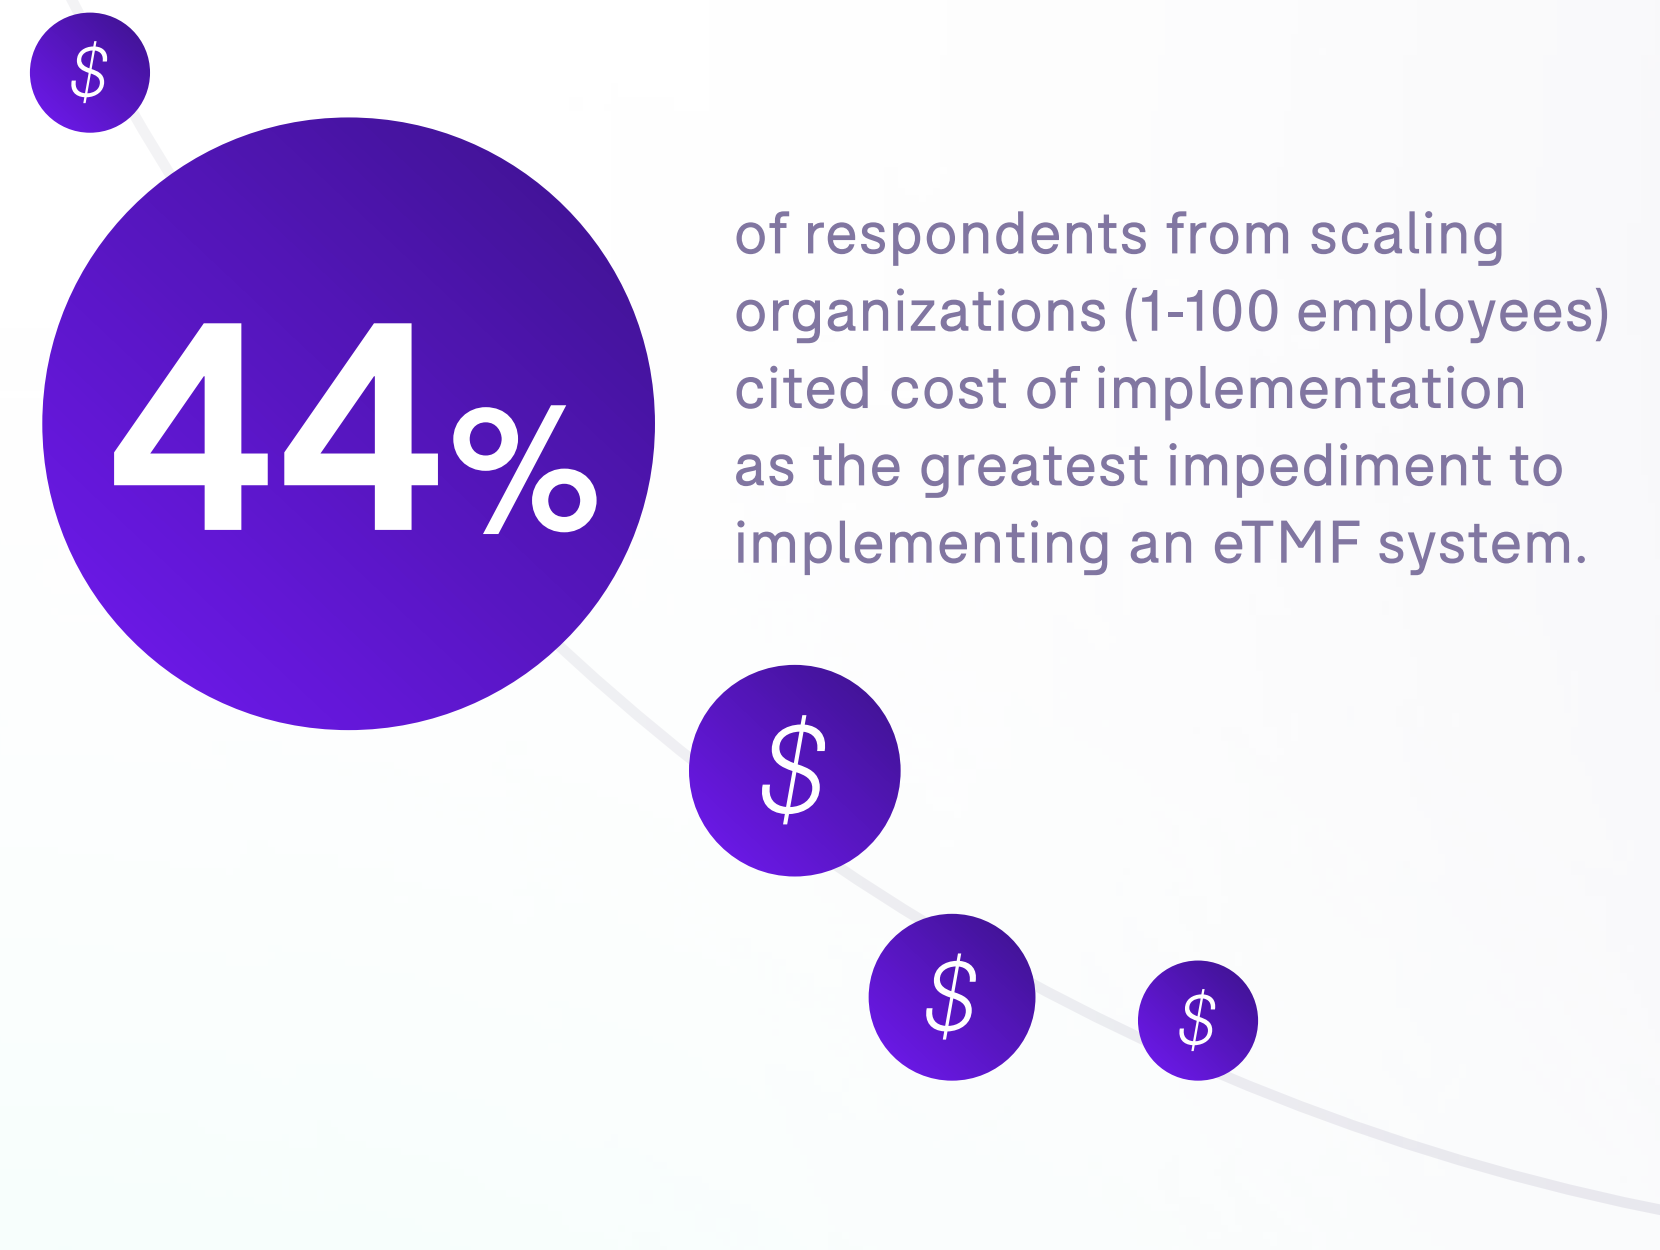 $
44%
of respondents from scaling
organizations (1-100 employees)
cited cost of implementation
as the greatest impediment to
implementing an eTMF system.
$
$
$